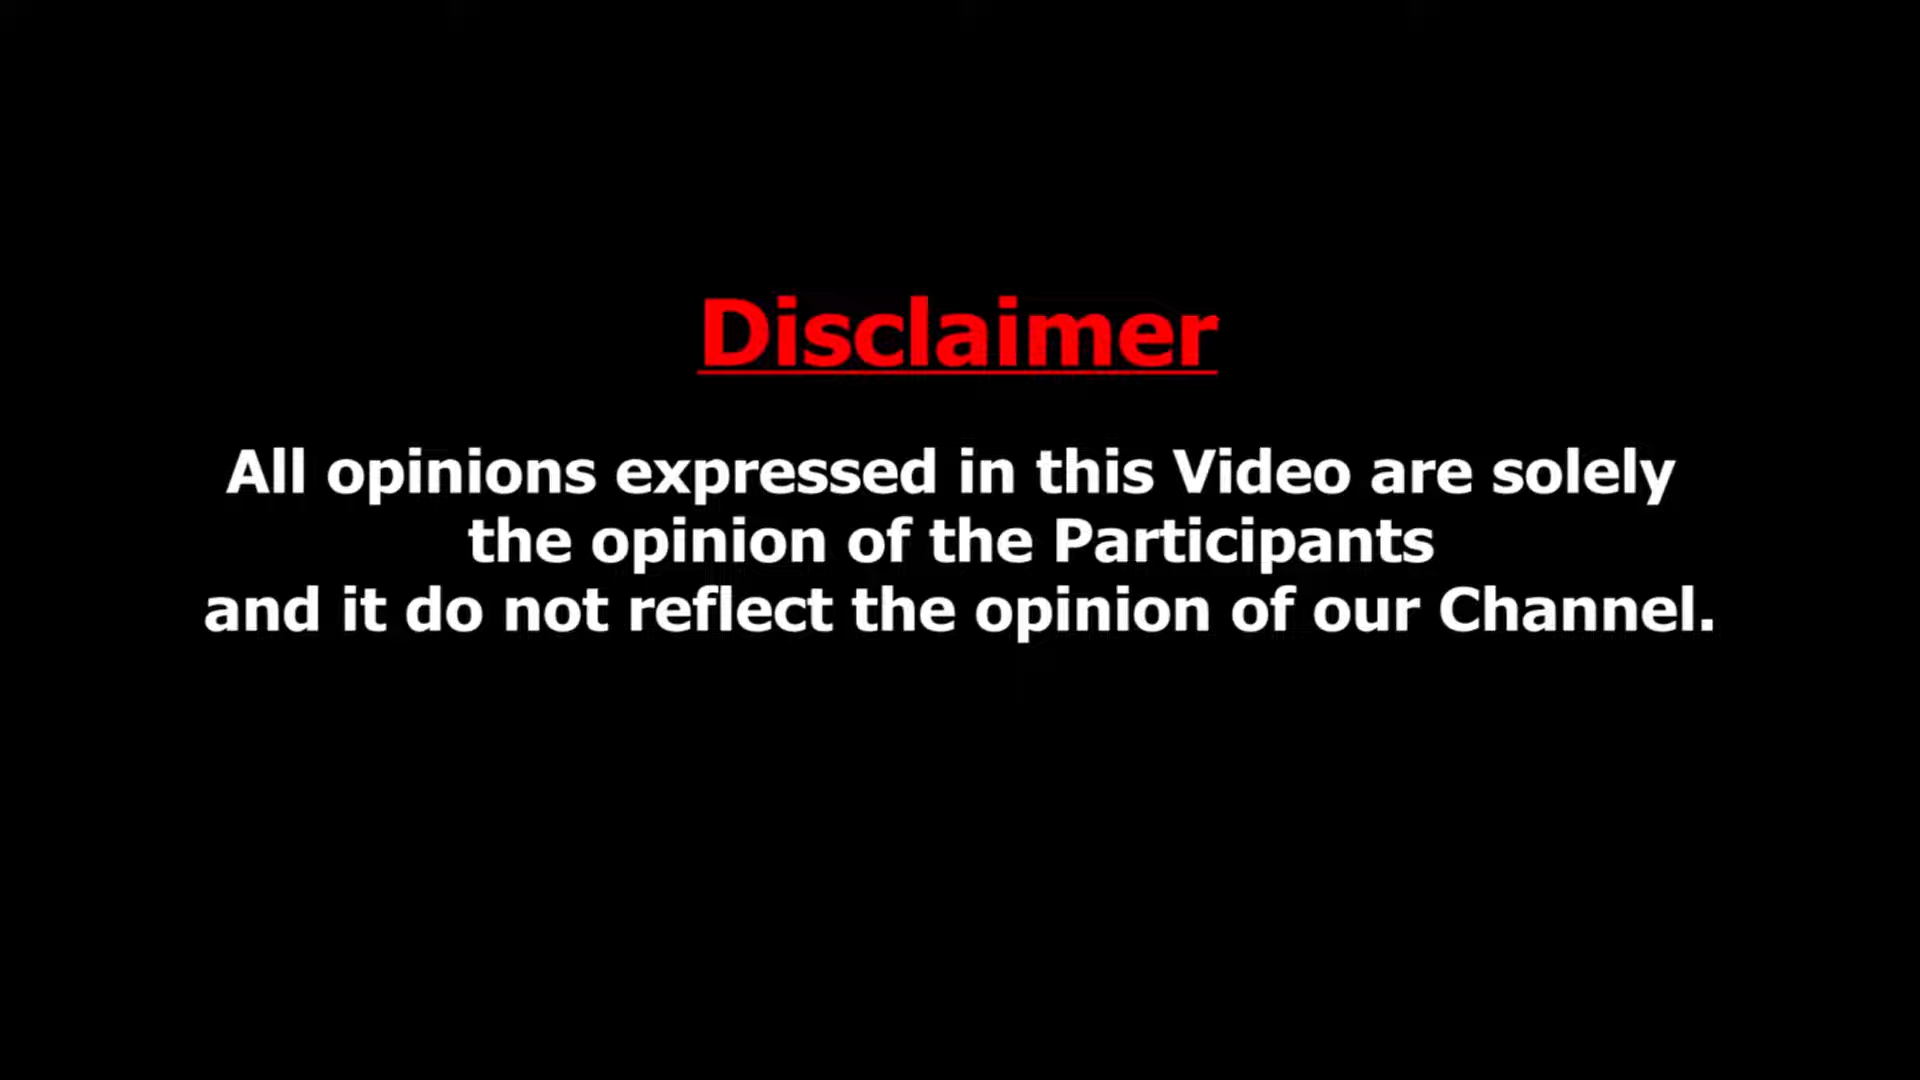 Disclaimer
All opinions expressed in this Video are solely
the opinion of the Participants
and it do not reflect the opinion of our Channel.